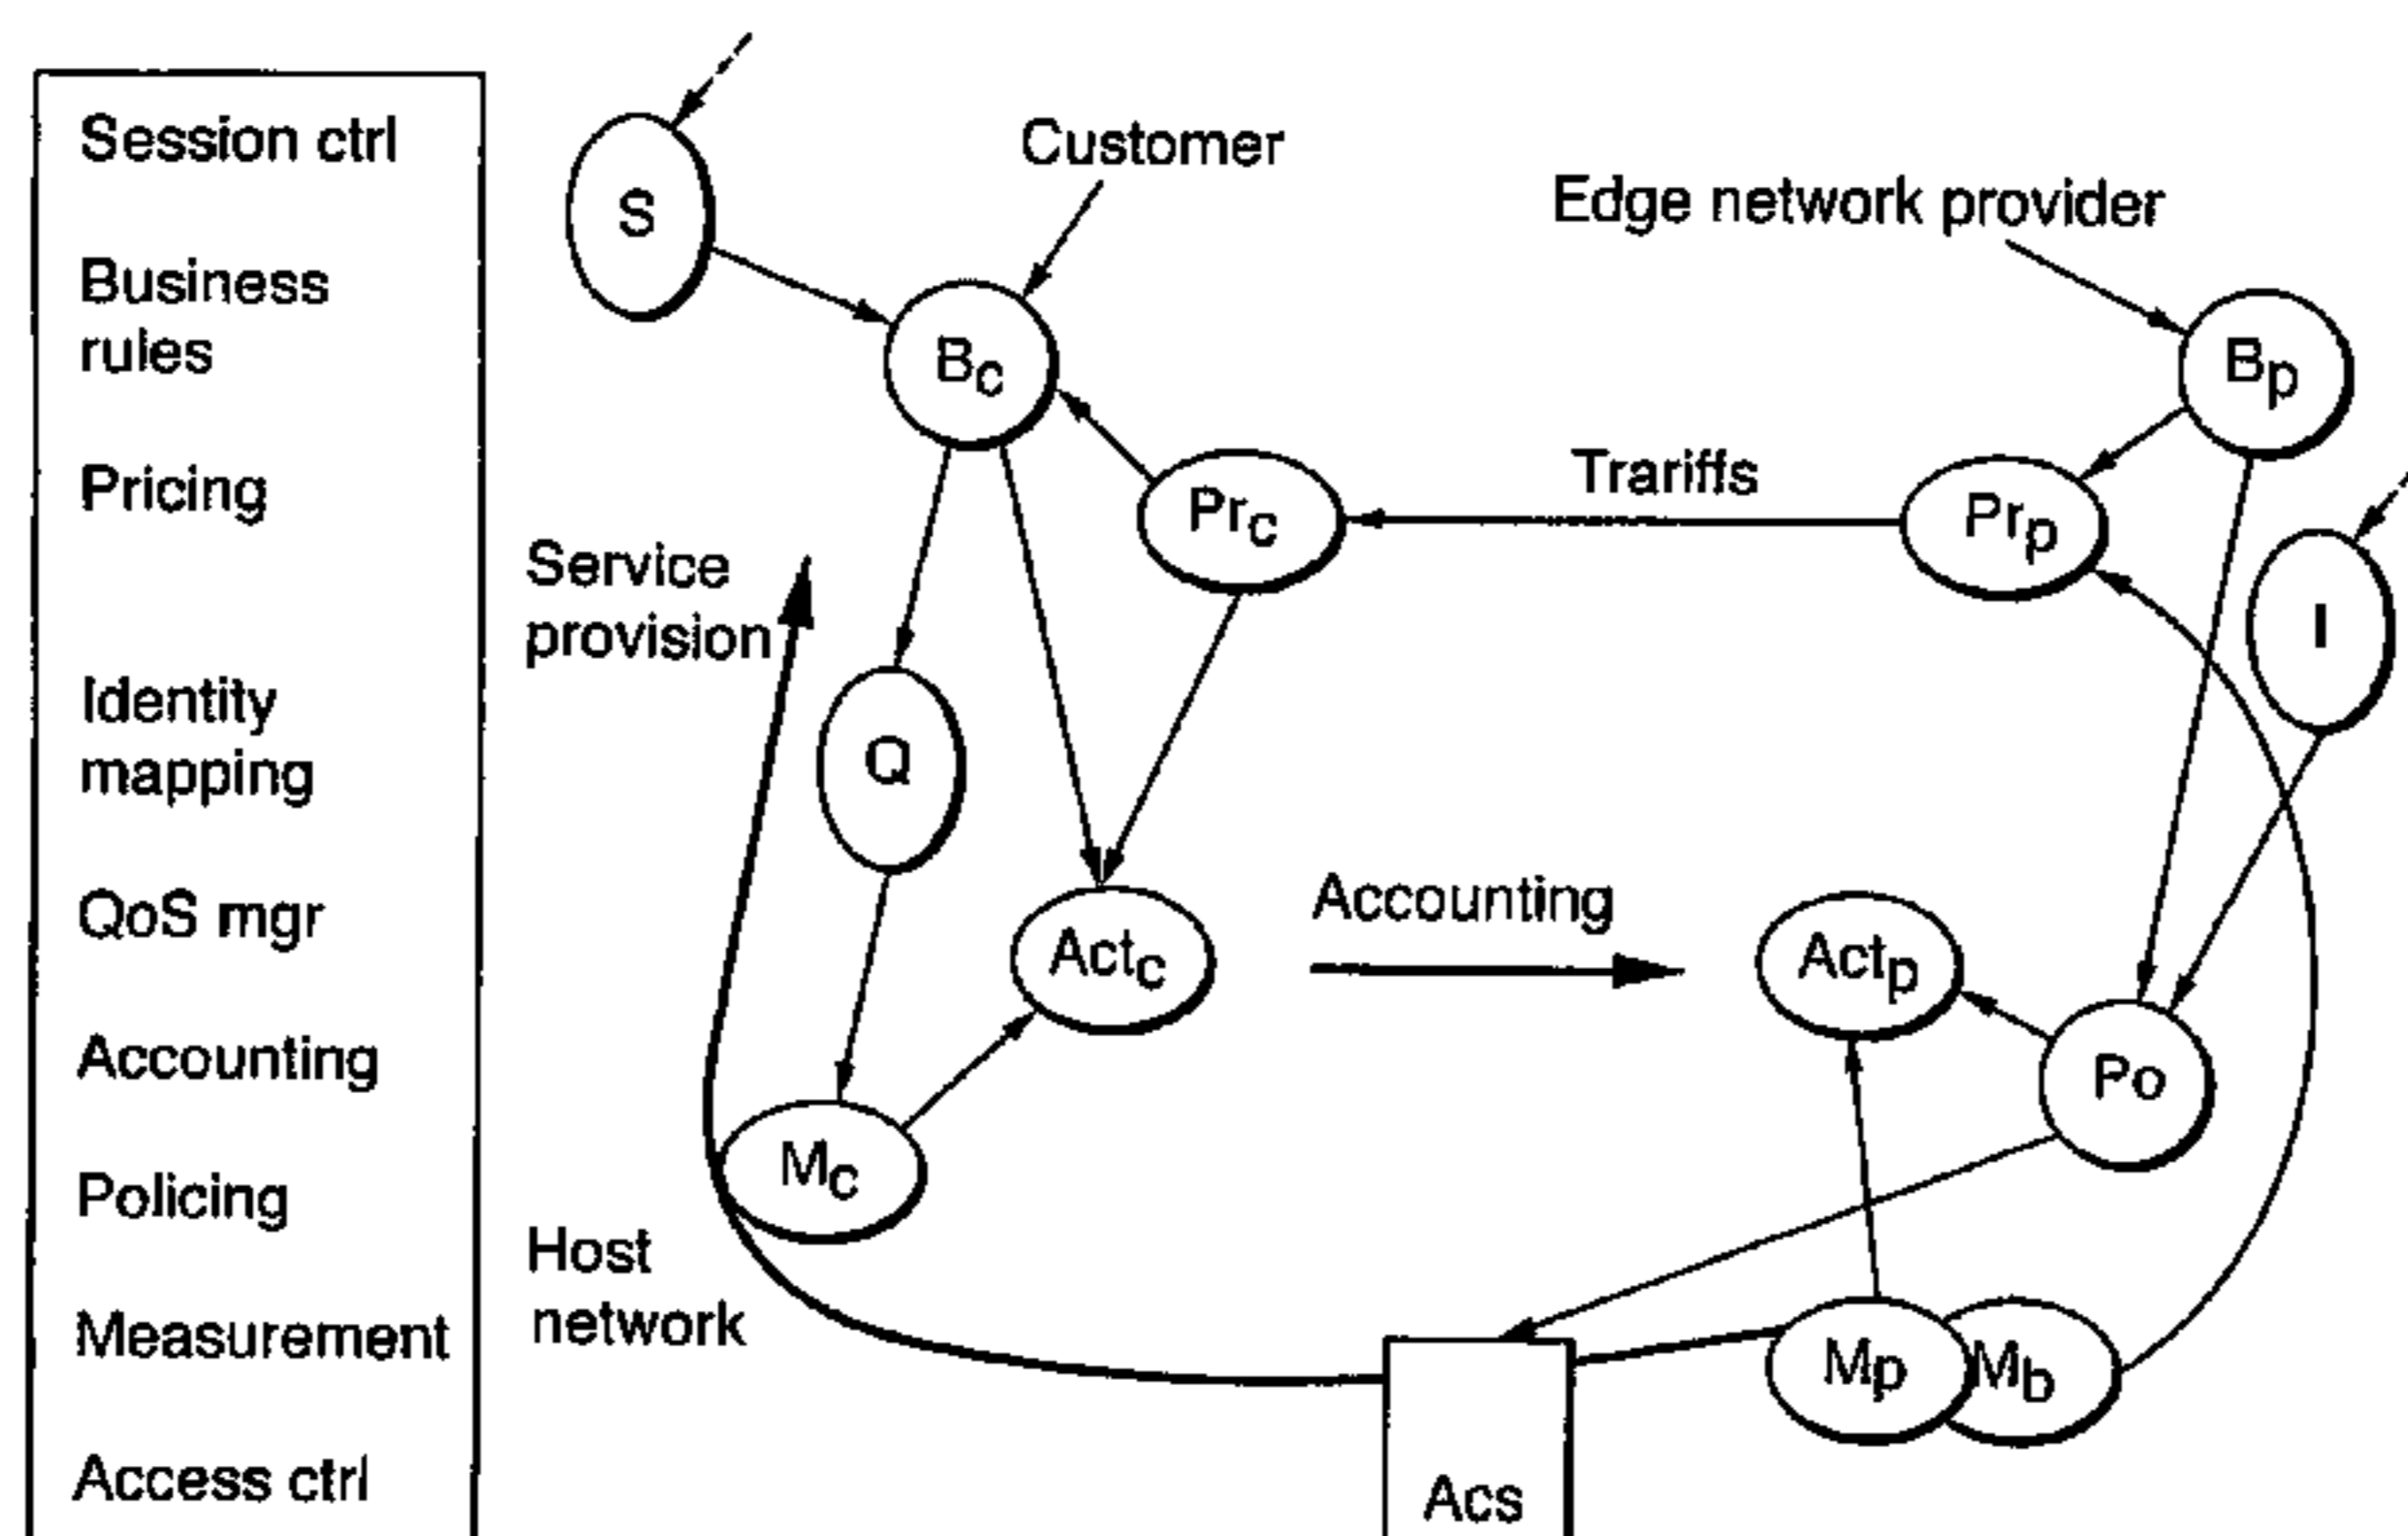 Session ctrl
Business
rules
Pricing
Identity
mapping
QoS mgr
Accounting
Policing
Measurement
Access ctrl
S
Customer
Edge network provider
Bc
Bp
Prc
Trariffs
Prp
I
Service
provision
Q
Actc
Accounting
Actp
Po
Mc
Host
network
Mp
Mb
Acs